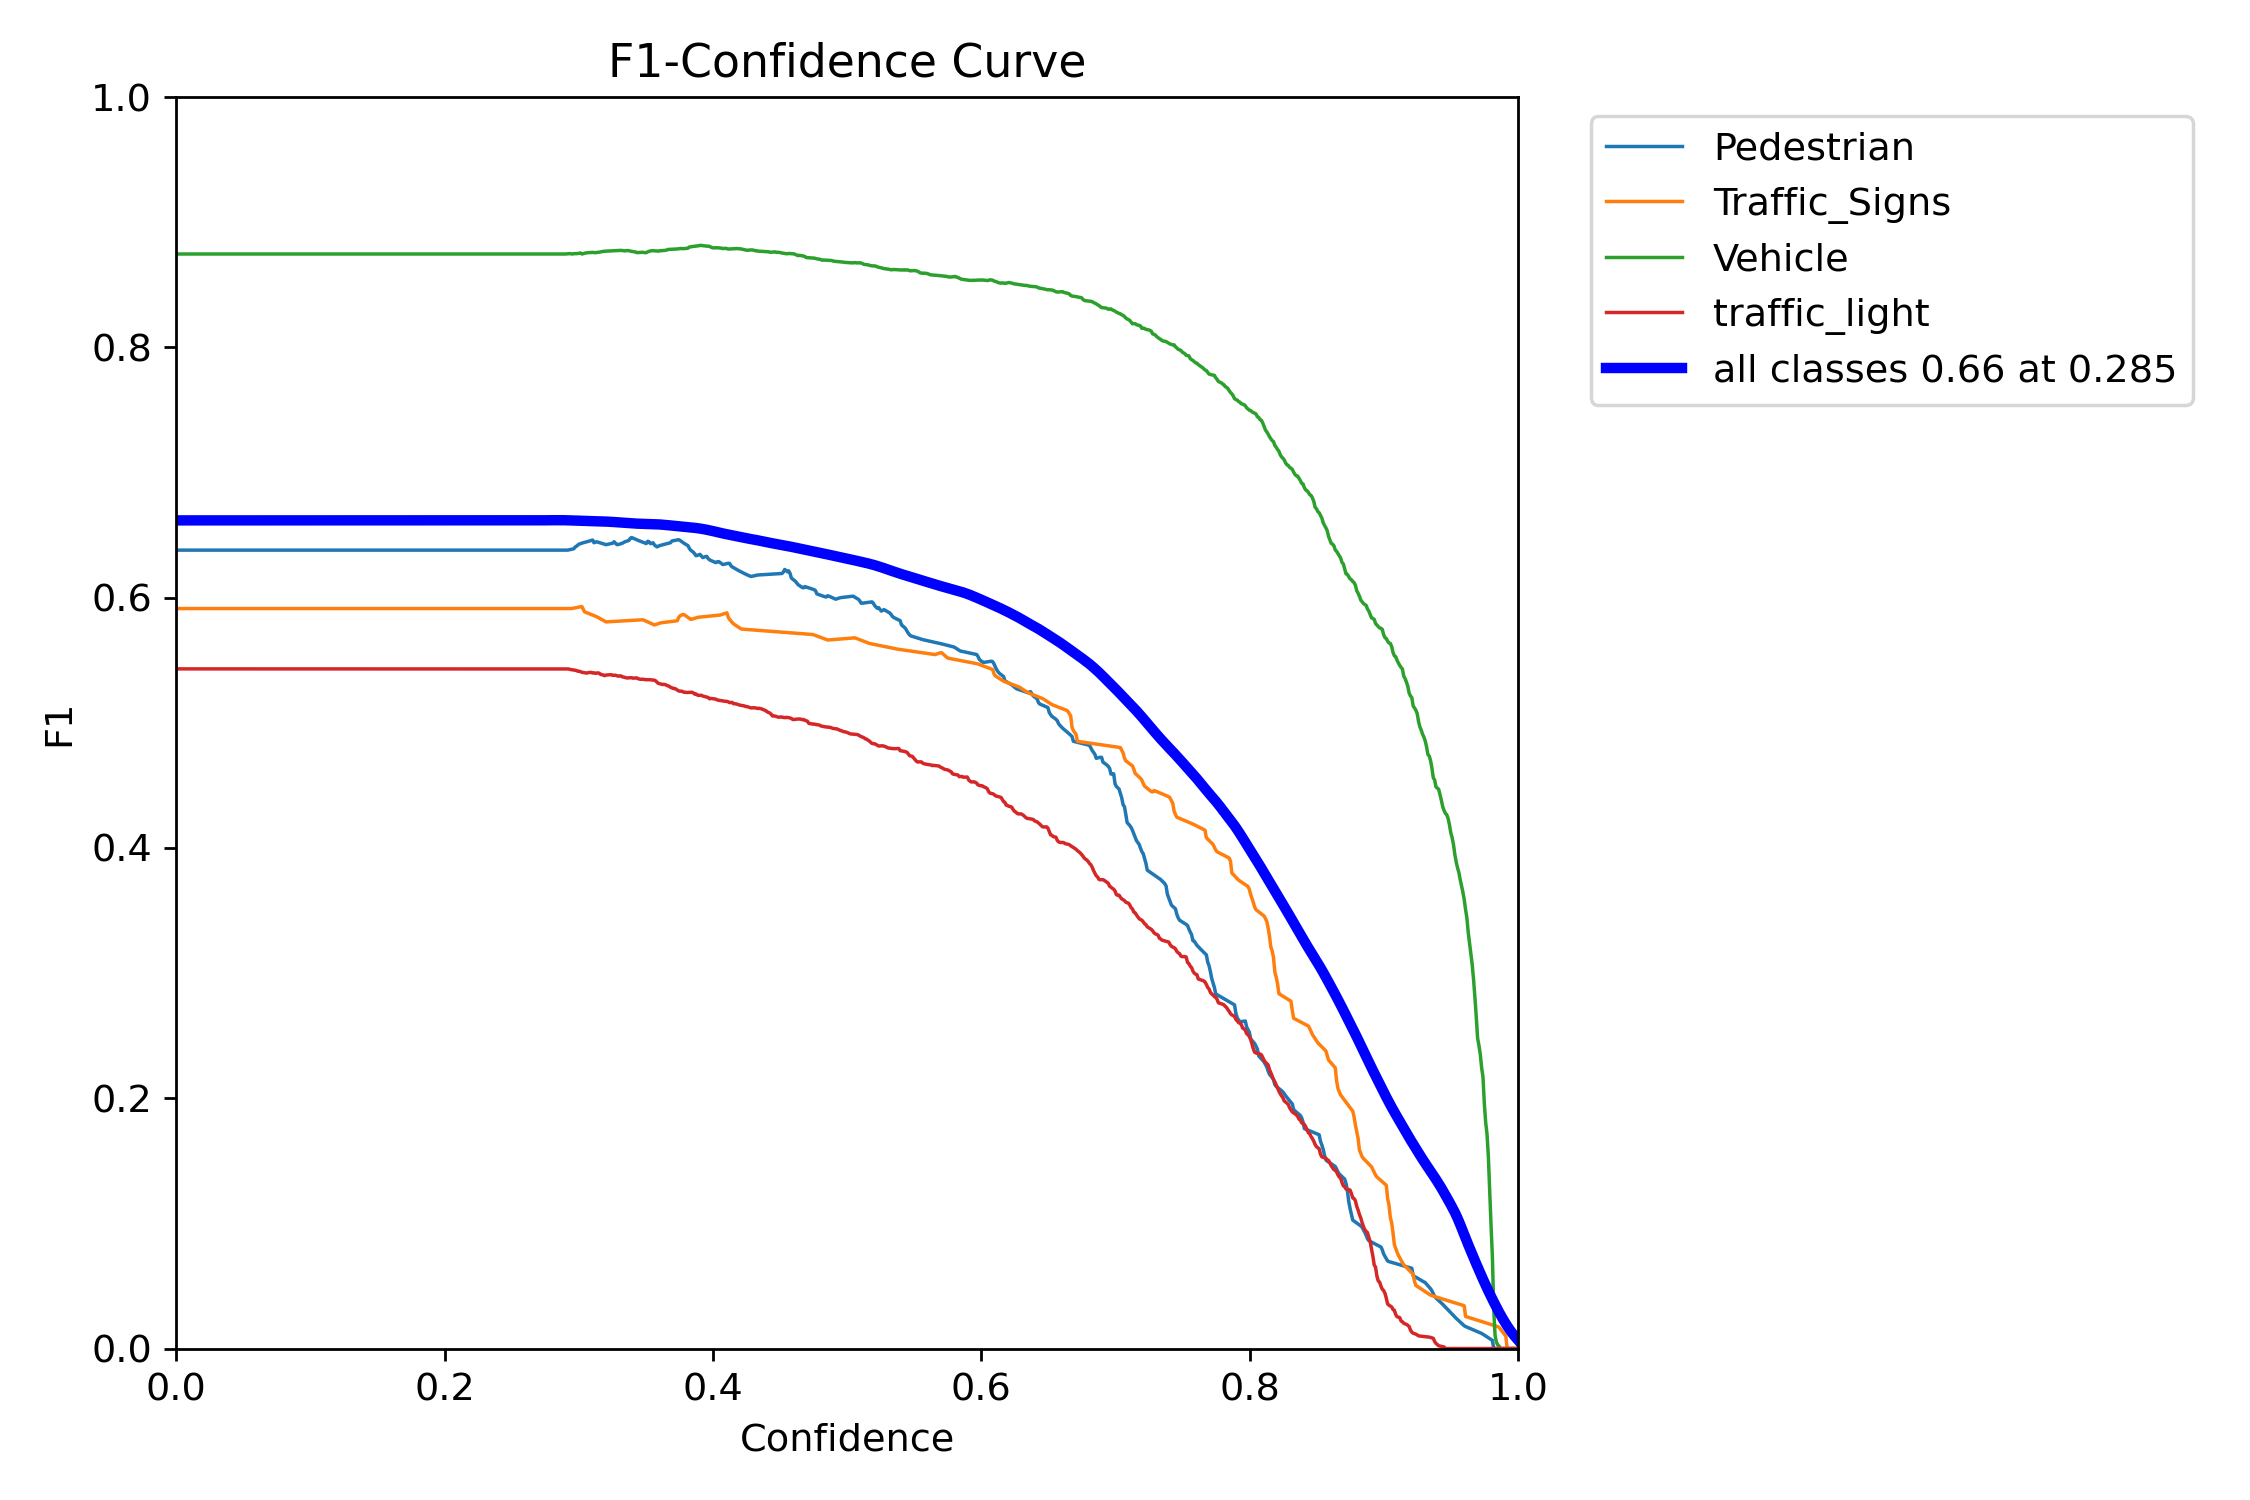 F1-Confidence Curve
1.0
0.8
0.6
0.4
0.2
0.0
F1
0.0 0.2 0.4 0.6 0.8 1.0
Confidence
Pedestrian
Traffic_Signs
Vehicle
traffic_light
all classes 0.66 at 0.285